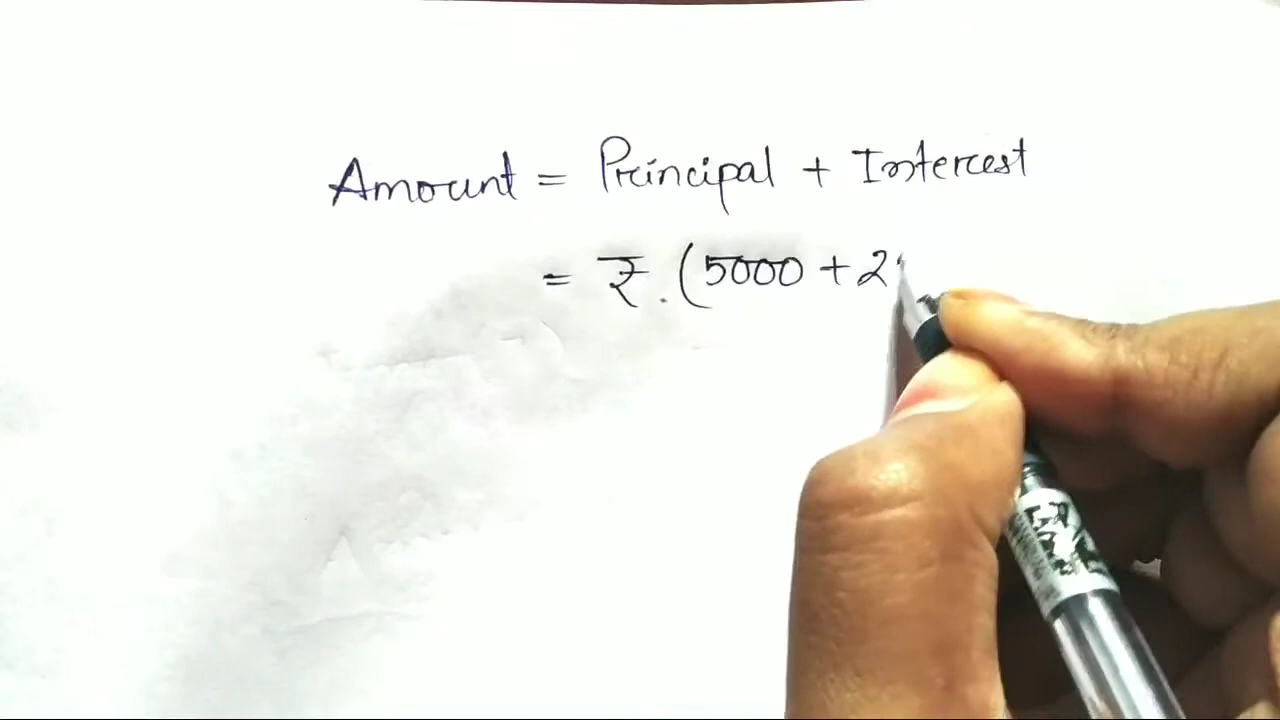 Amount = Principal + Interest
= ₹. (5000 + 2